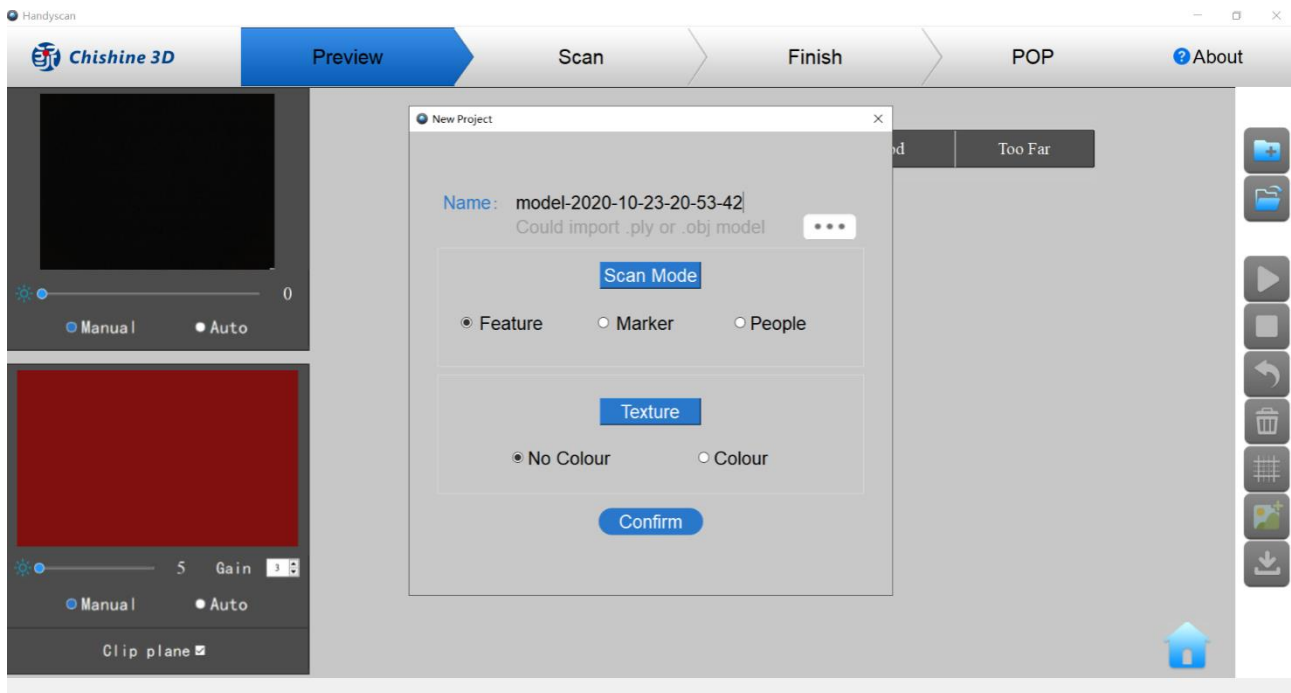 Handyscan
Chishine 3D
Preview
Scan
Finish
POP
?About
New Project
od
Too Far
Name:
model-2020-10-23-20-53-42
Could import .ply or .obj model
Scan Mode
Feature
Marker
People
Texture
No Colour
Colour
Confirm
0
Manual
Auto
5
Gain
3
Manual
Auto
Clip plane